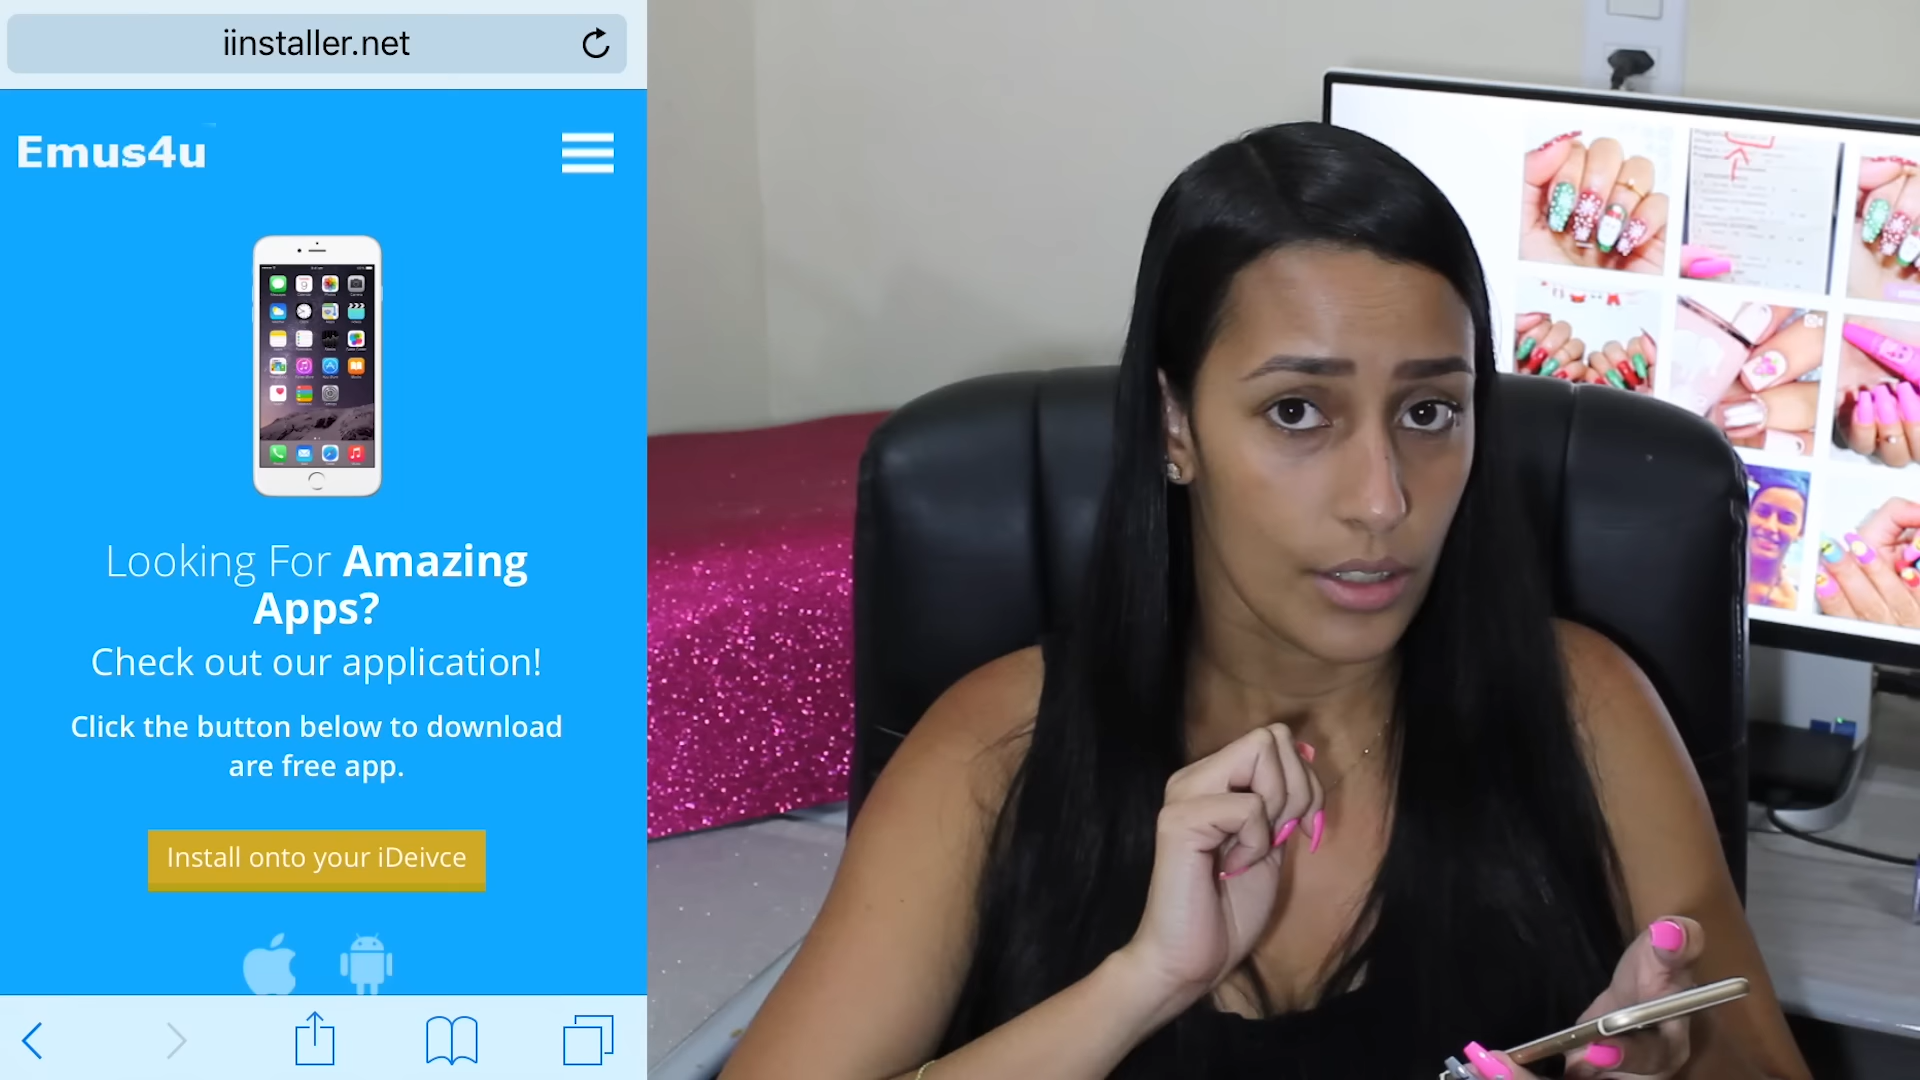 iinstaller.net
Emus4u
Looking For Amazing
Apps?
Check out our application!
Click the button below to download
are free app.
Install onto your iDeivce